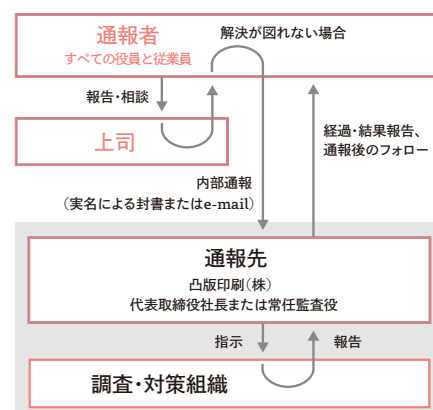 通報者
すべての役員と従業員
解決が図れない場合
報告・相談
上司
経過・結果報告、
通報後のフォロー
内部通報
（実名による封書またはe-mail）
通報先
凸版印刷（株）
代表取締役社長または常任監査役
指示
報告
調査・対策組織